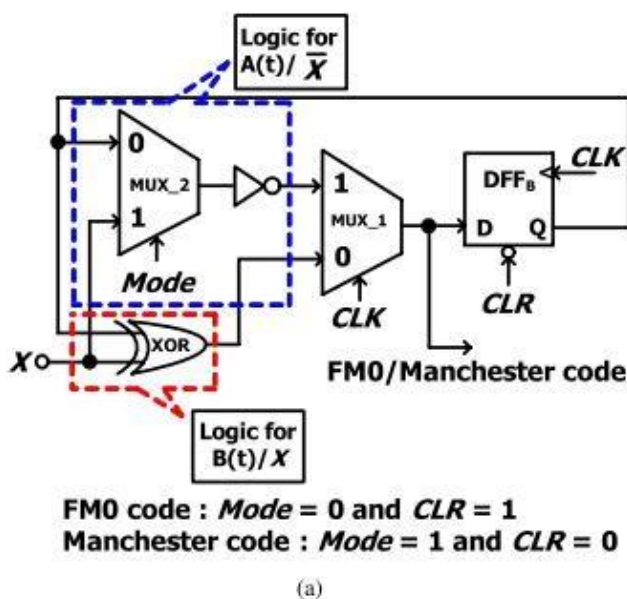 Logic for
A(t)/ X̅
0
MUX_2
1
Mode
1
MUX_1
0
CLK
DFFB
CLK
D Q
CLR
X
XOR
FM0/Manchester code
Logic for
B(t)/X
FM0 code : Mode = 0 and CLR = 1
Manchester code : Mode = 1 and CLR = 0
(a)